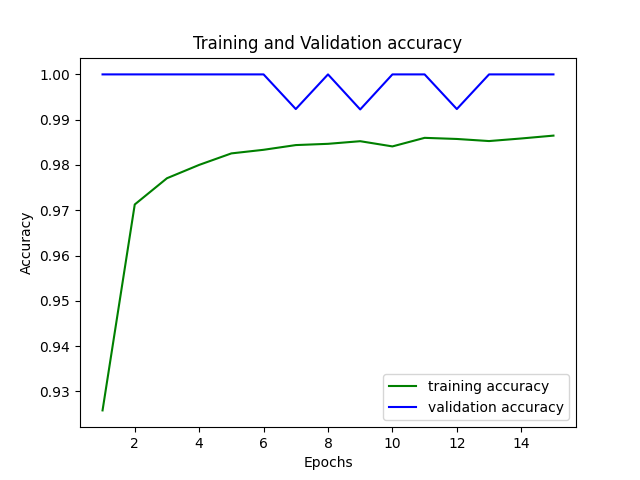 Training and Validation accuracy
1.00
0.99
0.98
0.97
0.96
0.95
0.94
0.93
Accuracy
training accuracy
validation accuracy
2 4 6 8 10 12 14
Epochs